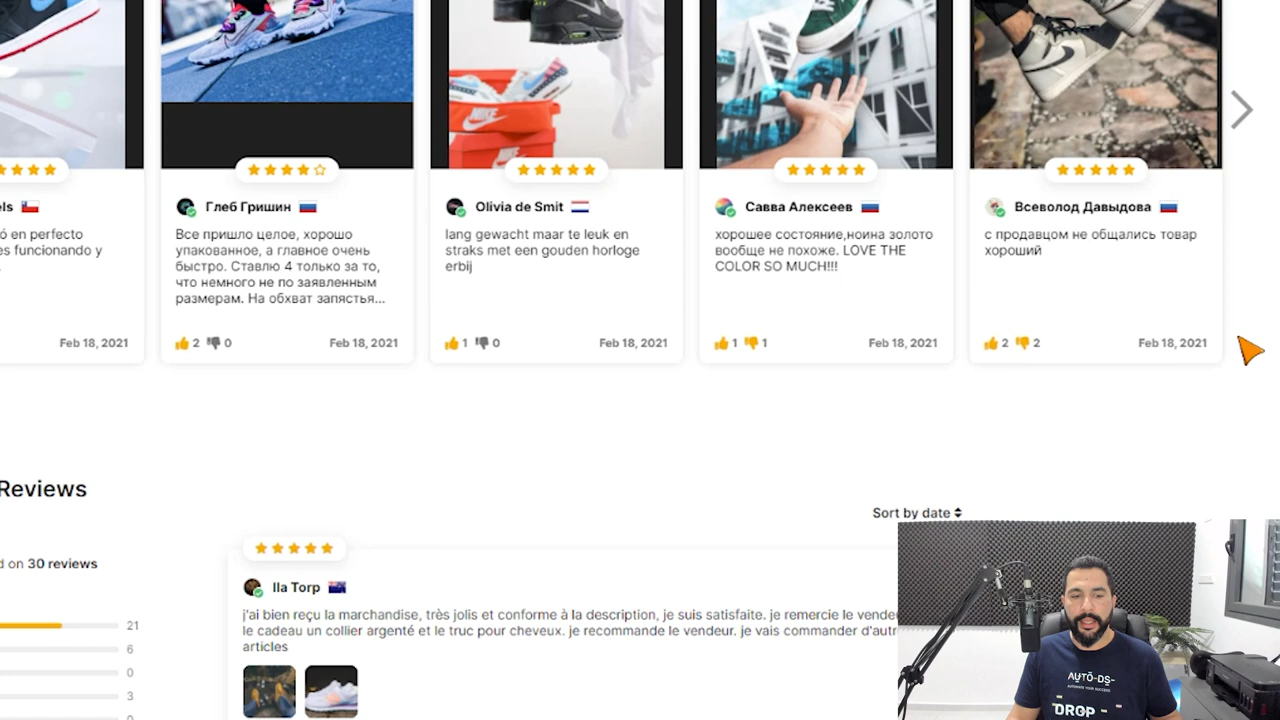 NIKE
els
Глеб Гришин
Olivia de Smit
Савва Алексеев
Всеволод Давыдова
ó en perfecto
es funcionando y
Все пришло целое, хорошо
упакованное, а главное очень
быстро. Ставлю 4 только за то,
что немного не по заявленным
размерам. На обхват запястья...
lang gewacht maar te leuk en
straks met een gouden horloge
erbij
хорошее состояние,ноина золото
вообще не похоже. LOVE THE
COLOR SO MUCH!!!
с продавцом не общались товар
хороший
Feb 18, 2021
2 0 Feb 18, 2021
1 0 Feb 18, 2021
1 1 Feb 18, 2021
2 2 Feb 18, 2021
Reviews
Sort by date
d on 30 reviews
21
6
0
3
0
Ila Torp
j'ai bien reçu la marchandise, très jolis et conforme à la description, je suis satisfaite. je remercie le vende
le cadeau un collier argenté et le truc pour cheveux. je recommande le vendeur. je vais commander d'autr
articles
AUTO-DS-
AUTOMATE YOUR SUCCESS
DROP